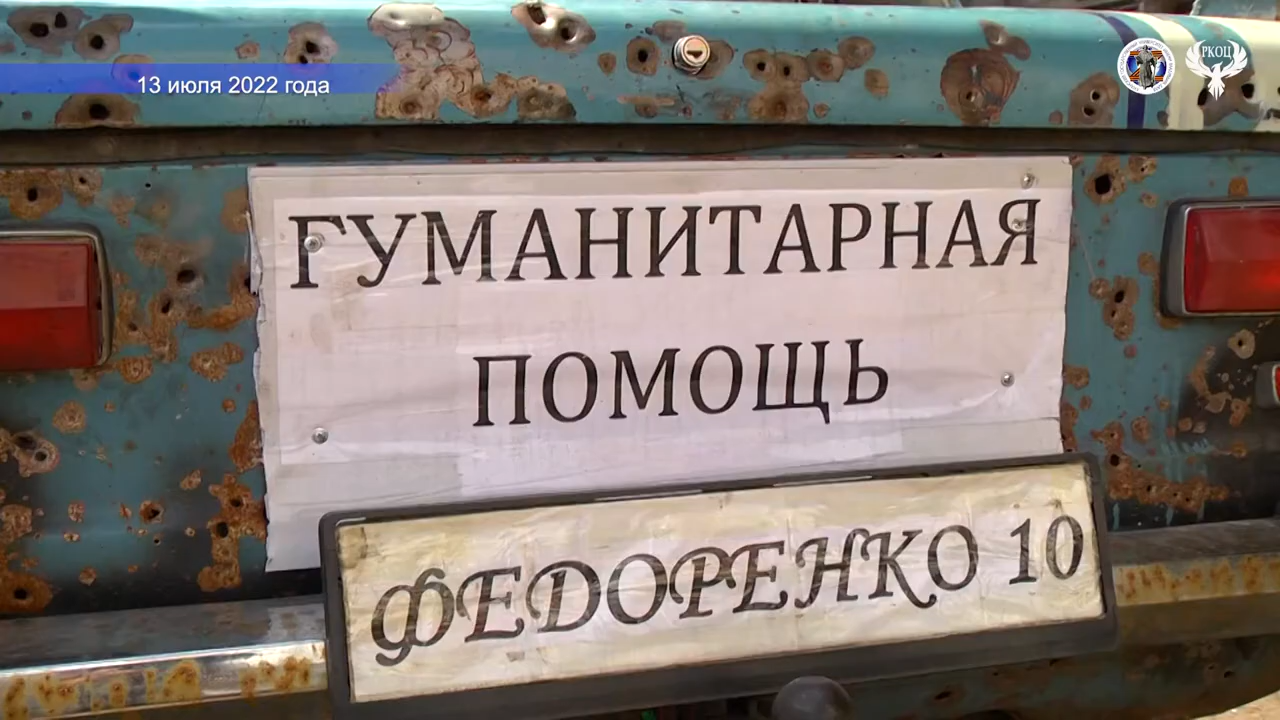 13 июля 2022 года
РКОЦ
ГУМАНИТАРНАЯ
ПОМОЩЬ
ФЕДОРЕНКО 10